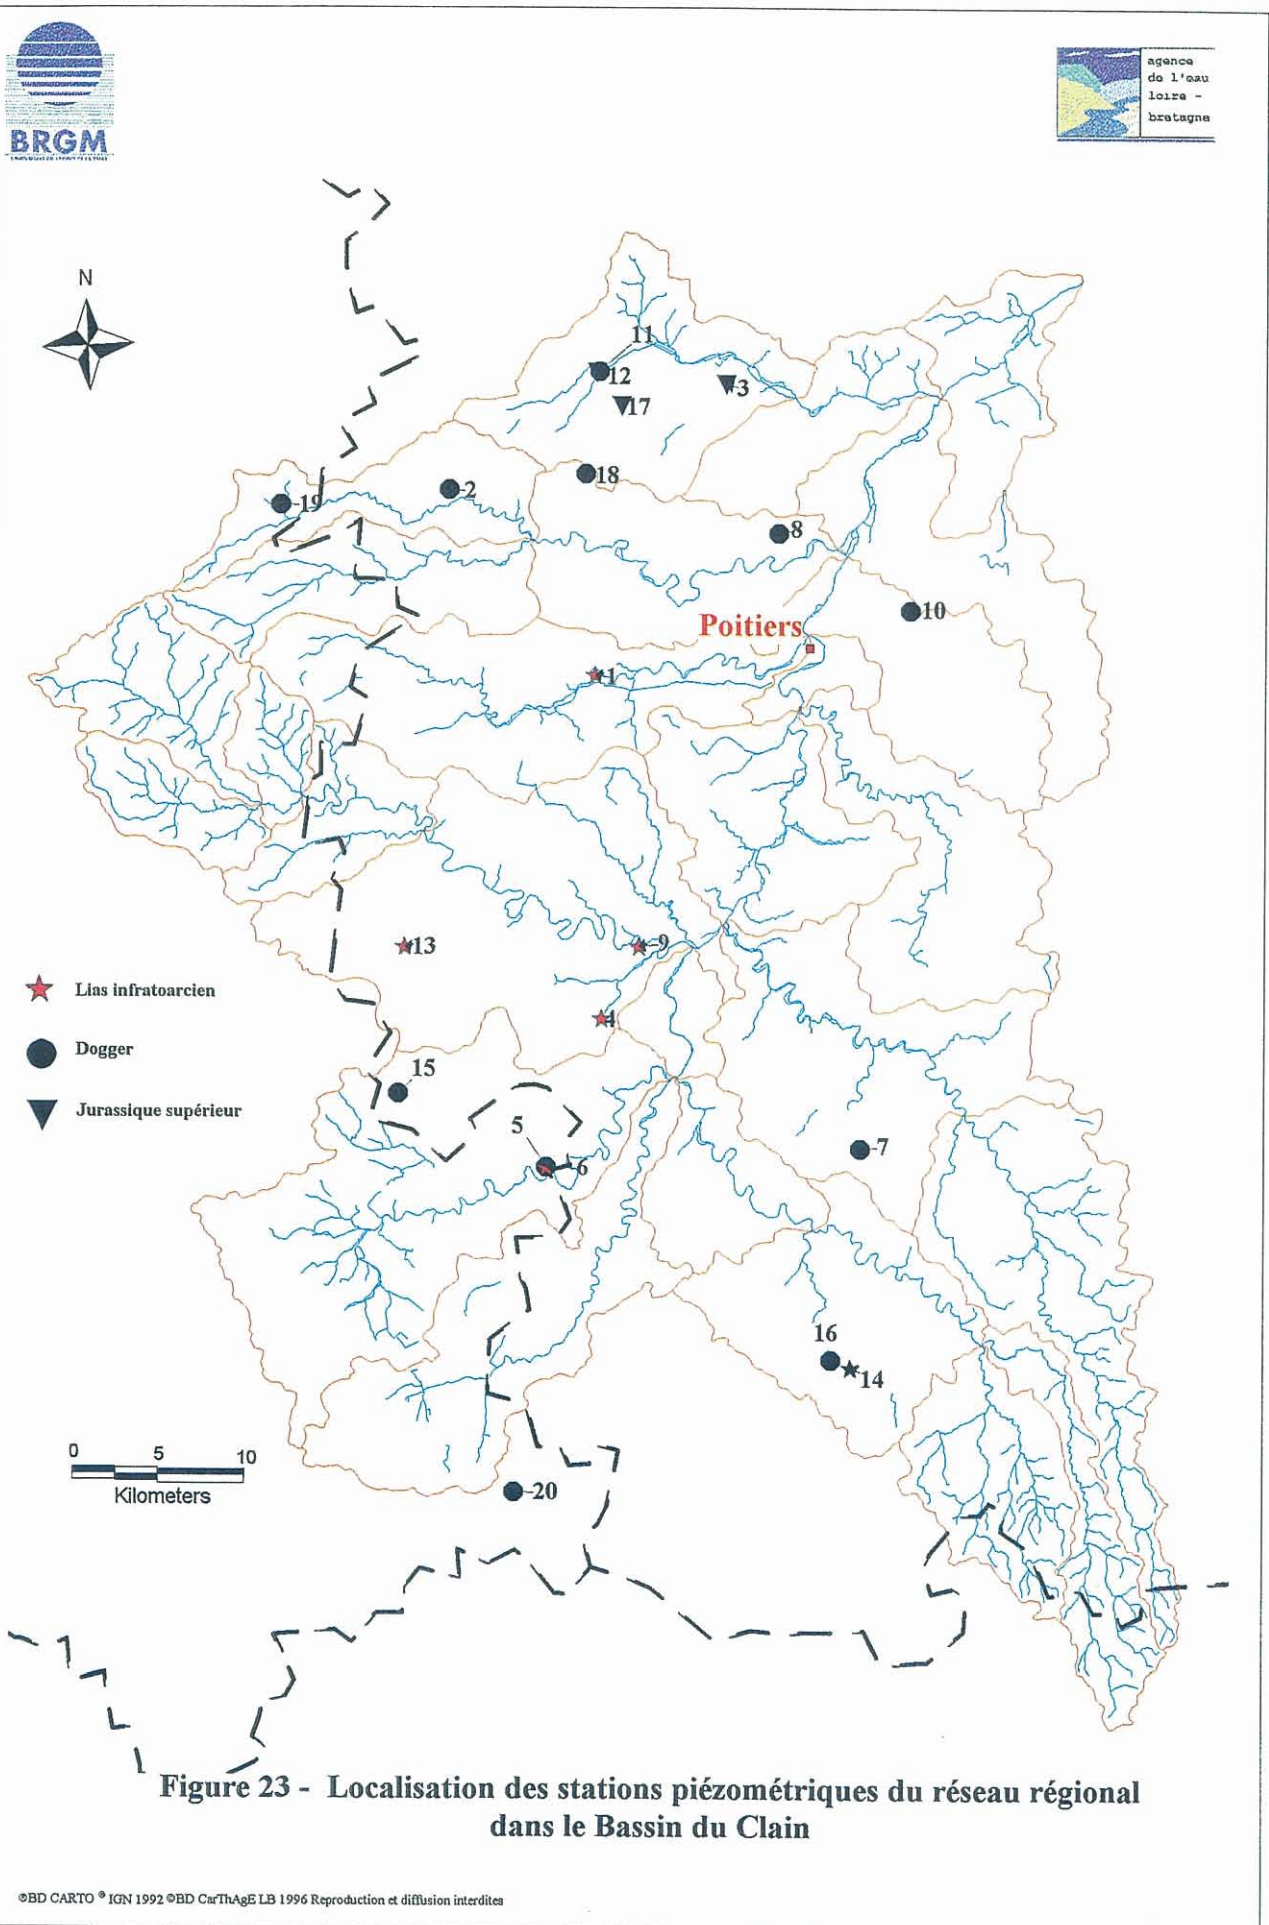 BRGM
agence
de l'eau
loire -
bretagne
N
11
12
3
17
18
2
19
8
10
Poitiers
1
13
9
4
Lias infratoarcien
Dogger
Jurassique supérieur
15
5
6
7
16
14
20
0 5 10
Kilometers
Figure 23 - Localisation des stations piézométriques du réseau régional
dans le Bassin du Clain
©BD CARTO ® IGN 1992 ©BD CarThAgE LB 1996 Reproduction et diffusion interdites